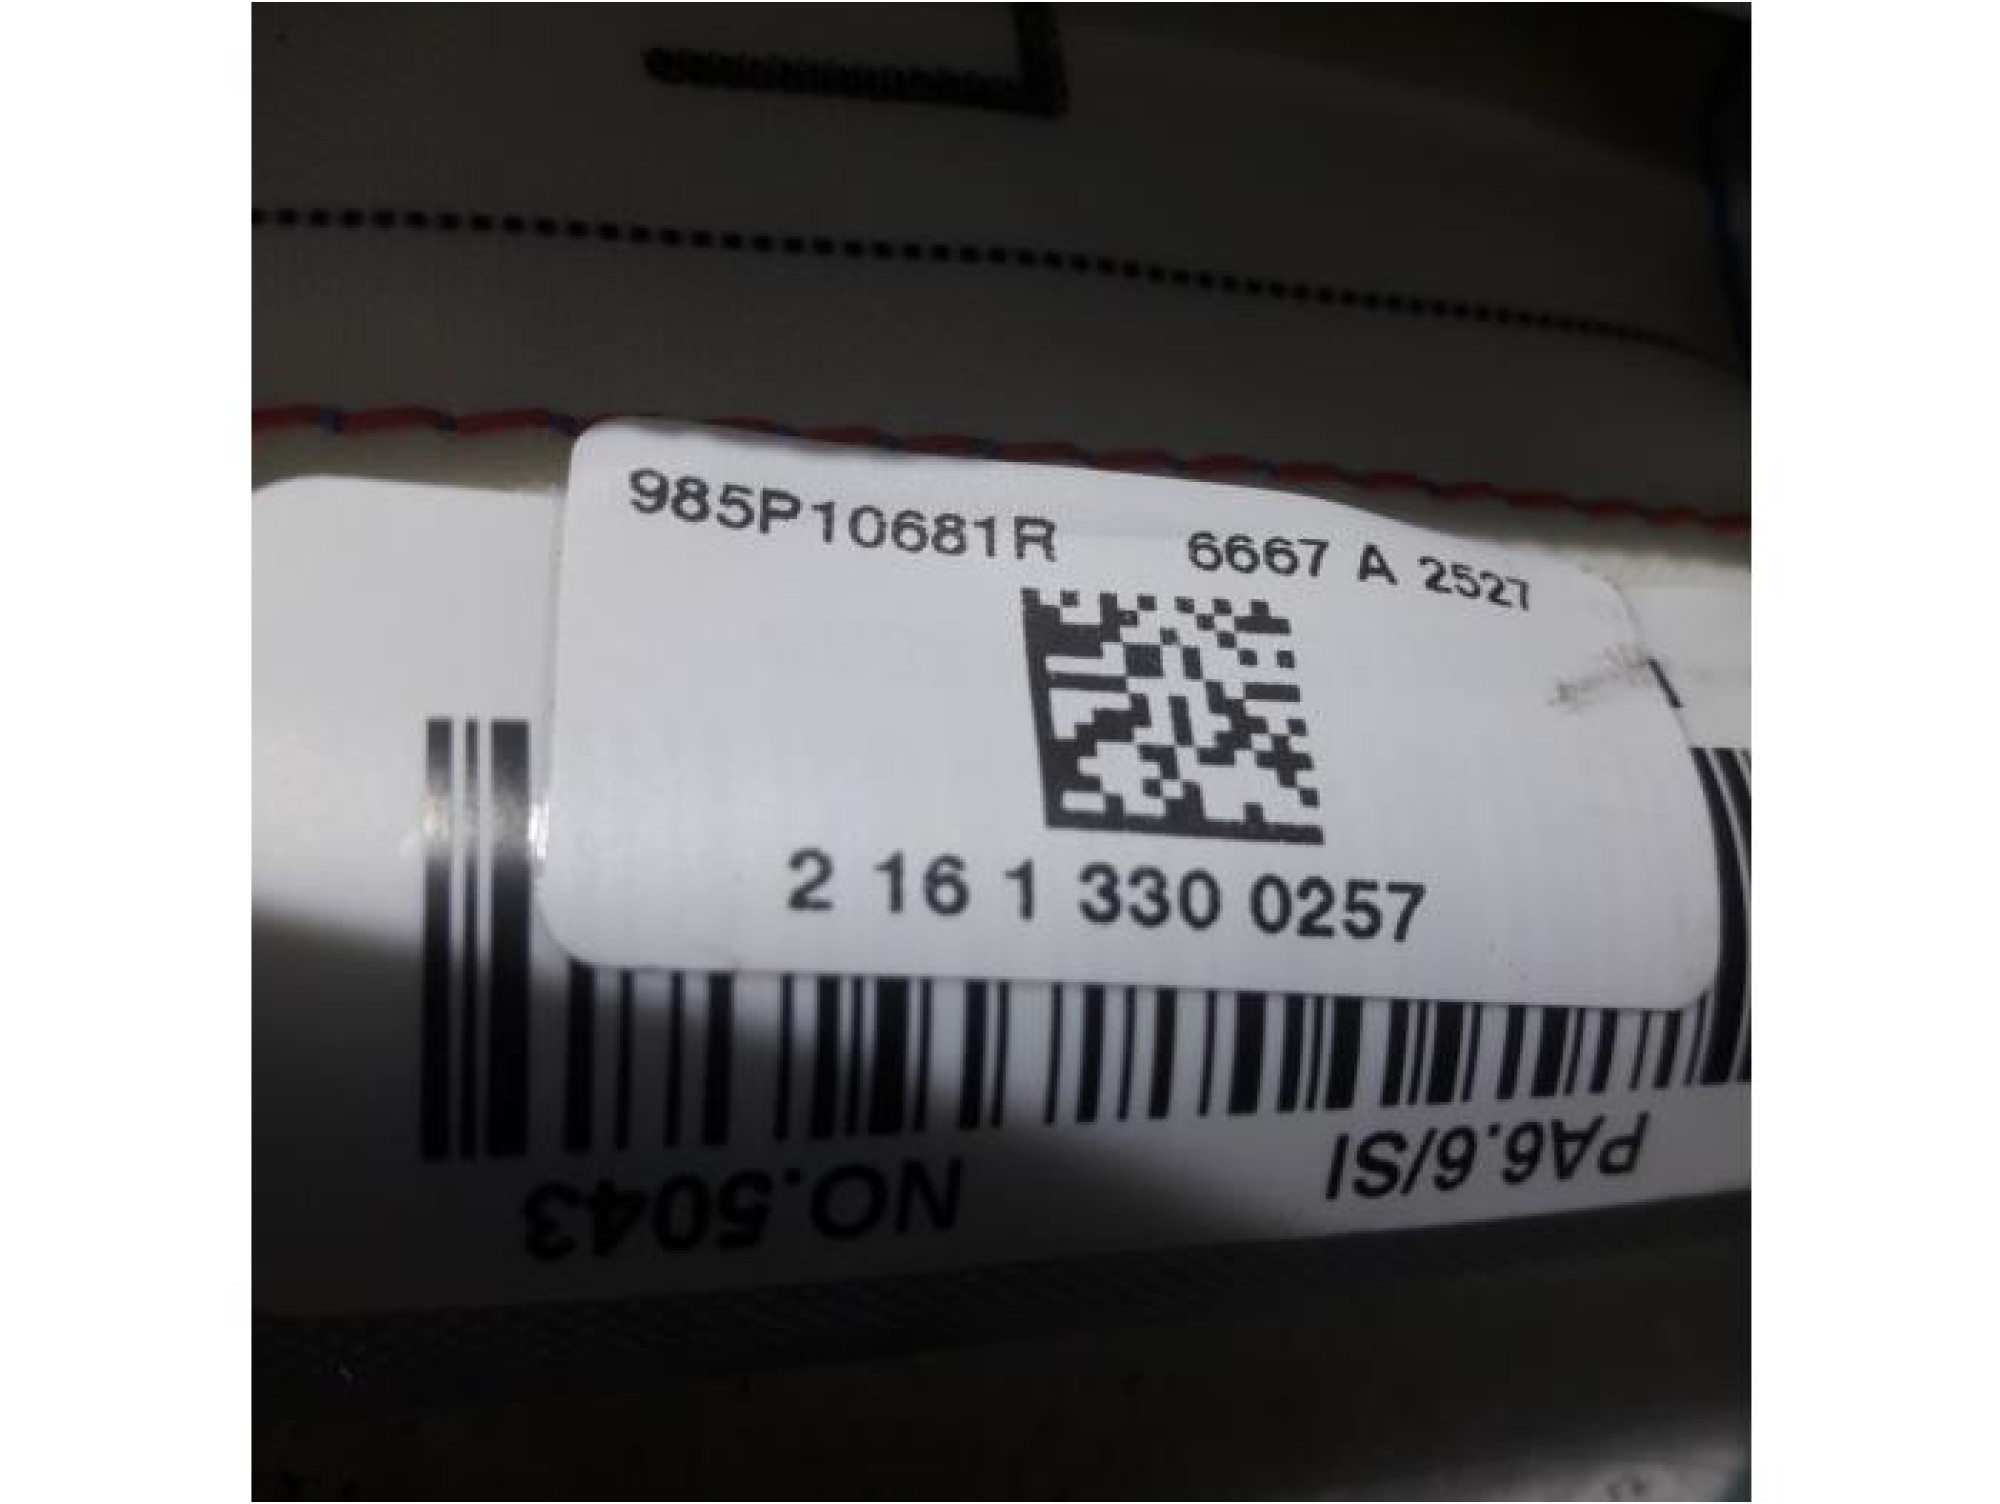 985P10681R 6667 A 2527
2 16 1 330 0257
NO.5043 PA6.6/SI